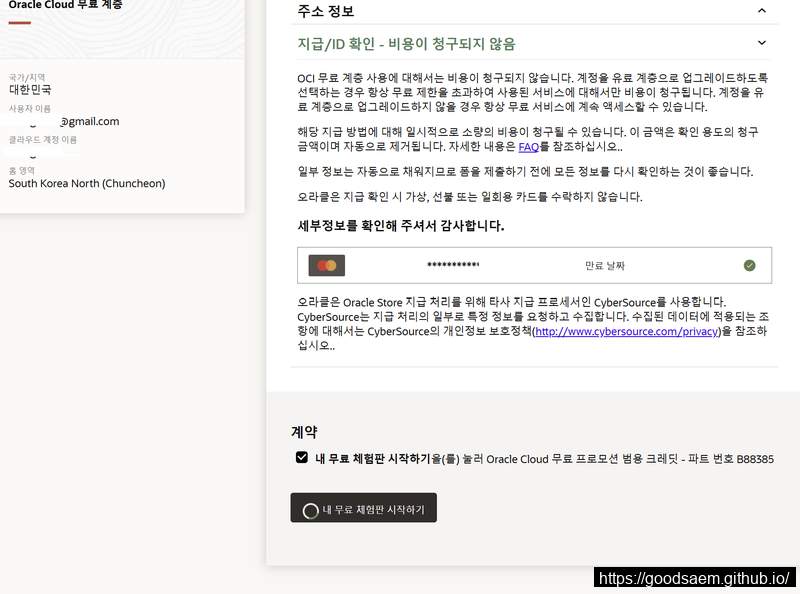 Oracle Cloud 무료 계층
국가/지역
대한민국
사용자 이름
@gmail.com
클라우드 계정 이름
홈 영역
South Korea North (Chuncheon)
주소 정보
지급/ID 확인 - 비용이 청구되지 않음
OCI 무료 계층 사용에 대해서는 비용이 청구되지 않습니다. 계정을 유료 계층으로 업그레이드하도록
선택하는 경우 항상 무료 제한을 초과하여 사용된 서비스에 대해서만 비용이 청구됩니다. 계정을 유
료 계층으로 업그레이드하지 않을 경우 항상 무료 서비스에 계속 액세스할 수 있습니다.
해당 지급 방법에 대해 일시적으로 소량의 비용이 청구될 수 있습니다. 이 금액은 확인 용도의 청구
금액이며 자동으로 제거됩니다. 자세한 내용은 FAQ를 참조하십시오..
일부 정보는 자동으로 채워지므로 폼을 제출하기 전에 모든 정보를 다시 확인하는 것이 좋습니다.
오라클은 지급 확인 시 가상, 선불 또는 일회용 카드를 수락하지 않습니다.
세부정보를 확인해 주셔서 감사합니다.
*********** 만료 날짜
오라클은 Oracle Store 지급 처리를 위해 타사 지급 프로세서인 CyberSource를 사용합니다.
CyberSource는 지급 처리의 일부로 특정 정보를 요청하고 수집합니다. 수집된 데이터에 적용되는 조
항에 대해서는 CyberSource의 개인정보 보호정책(http://www.cybersource.com/privacy)을 참조하
십시오..
계약
내 무료 체험판 시작하기을(를) 눌러 Oracle Cloud 무료 프로모션 범용 크레딧 - 파트 번호 B88385
내 무료 체험판 시작하기
https://goodsaem.github.io/